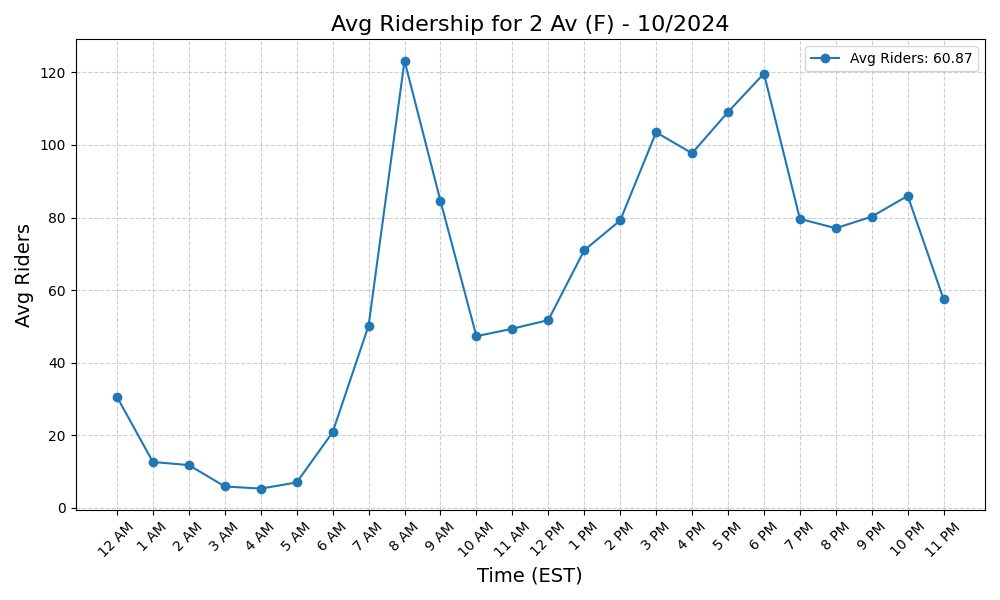 Avg Ridership for 2 Av (F) - 10/2024
Avg Riders: 60.87
Avg Riders
120
100
80
60
40
20
0
12 AM
1 AM
2 AM
3 AM
4 AM
5 AM
6 AM
7 AM
8 AM
9 AM
10 AM
11 AM
12 PM
1 PM
2 PM
3 PM
4 PM
5 PM
6 PM
7 PM
8 PM
9 PM
10 PM
11 PM
Time (EST)